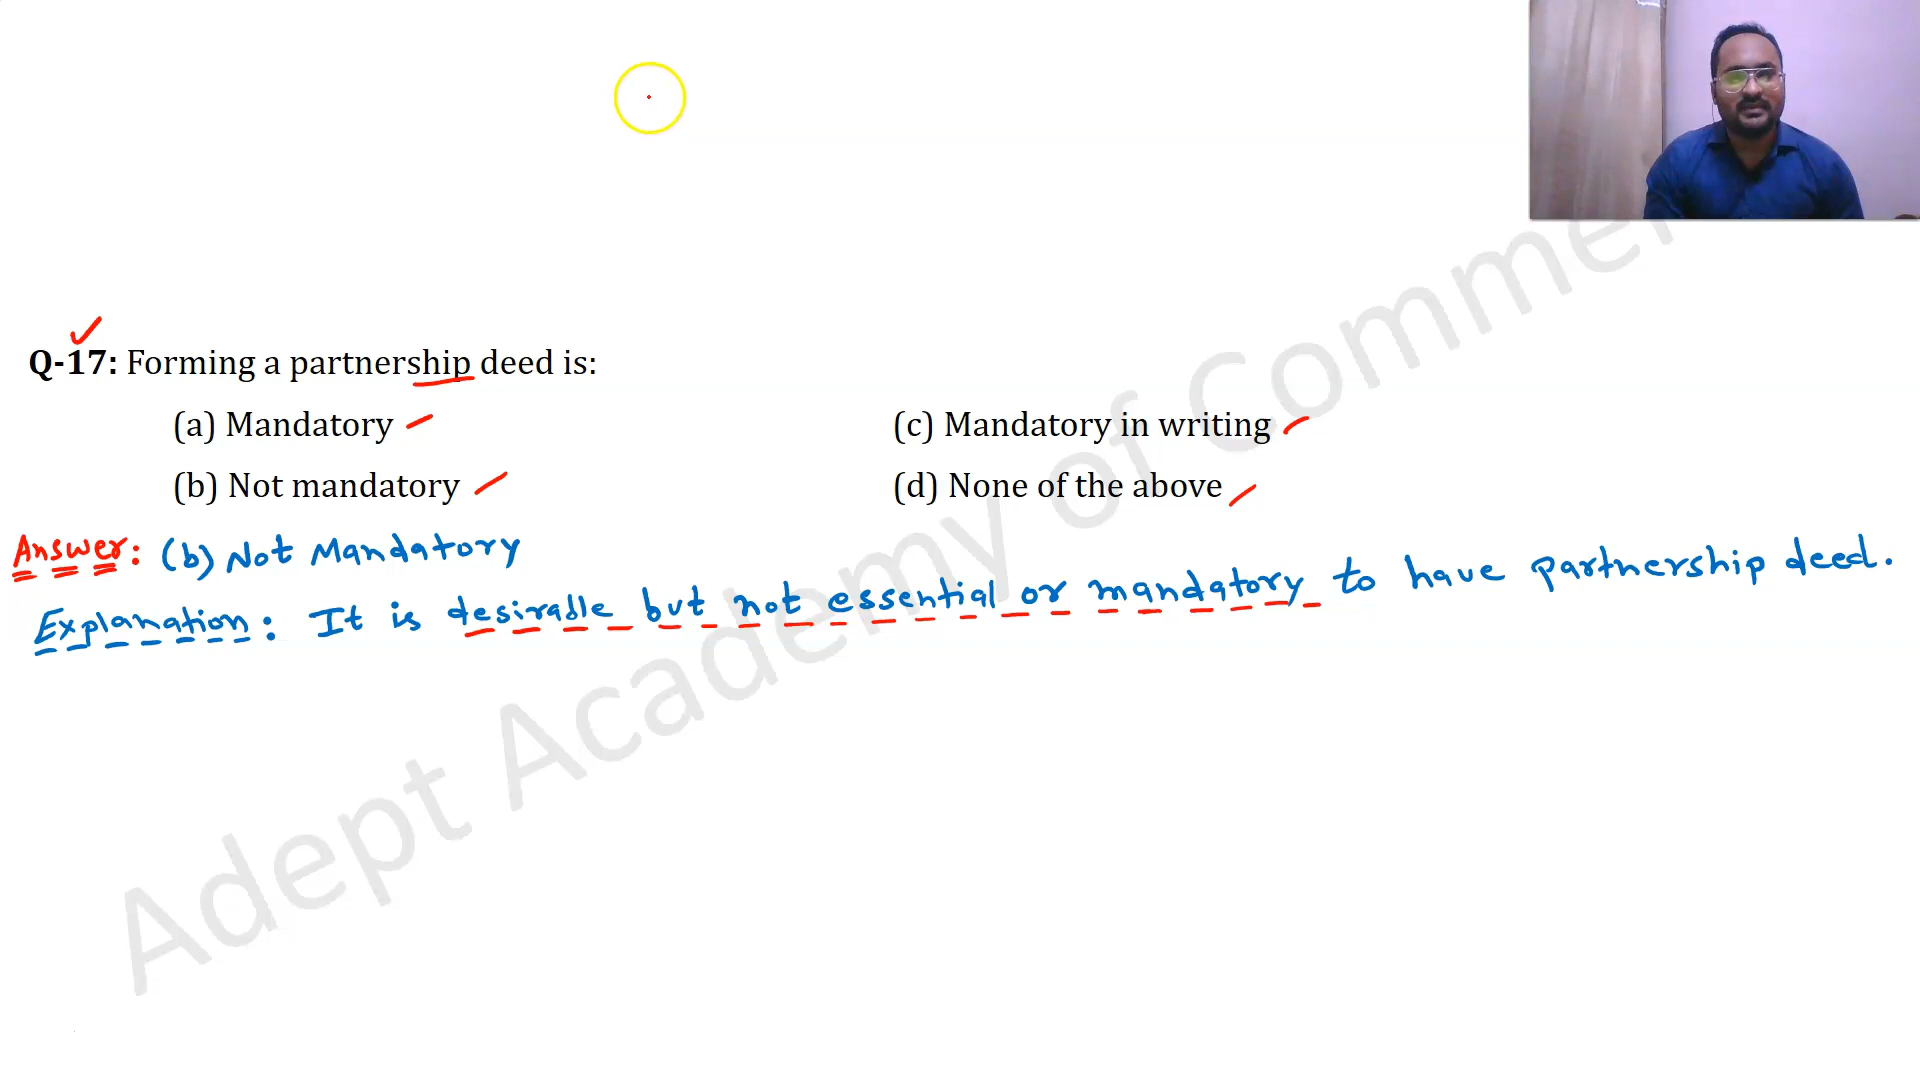 Q-17: Forming a partnership deed is:
(a) Mandatory
(c) Mandatory in writing
(b) Not mandatory
(d) None of the above
Answer: (b) Not Mandatory
Explanation: It is desirable but not essential or mandatory to have partnership deed.
Adept Academy of Commer